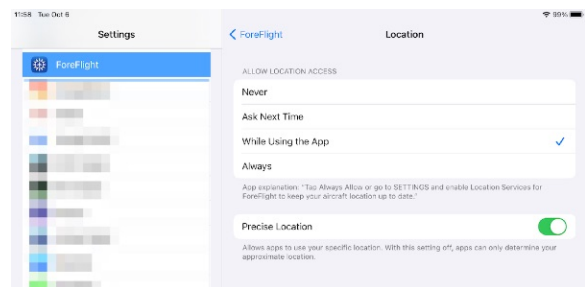 11:58 Tue Oct 6
99%
Settings
ForeFlight
Location
ForeFlight
ALLOW LOCATION ACCESS
Never
Ask Next Time
While Using the App
Always
App explanation: "Tap Always Allow or go to SETTINGS and enable Location Services for
ForeFlight to keep your aircraft location up to date."
Precise Location
Allows apps to use your specific location. With this setting off, apps can only determine your
approximate location.